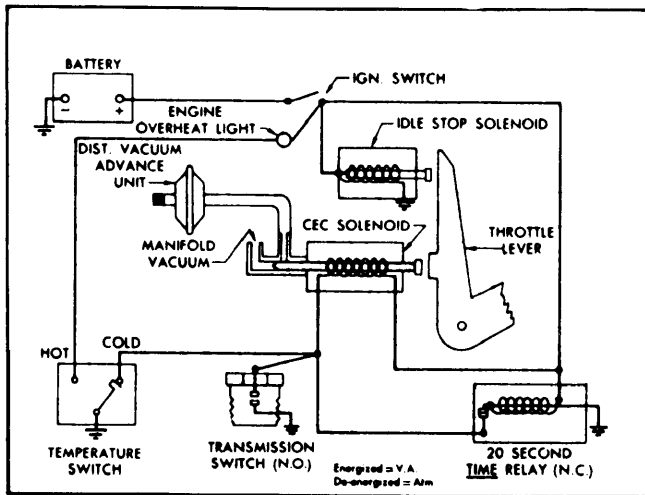 BATTERY
- +
IGN. SWITCH
ENGINE
OVERHEAT LIGHT
IDLE STOP SOLENOID
DIST. VACUUM
ADVANCE
UNIT
CEC SOLENOID
MANIFOLD
VACUUM
THROTTLE
LEVER
HOT
COLD
TEMPERATURE
SWITCH
TRANSMISSION
SWITCH (N.O.)
Energized = V.A.
De-energized = Atm
20 SECOND
TIME RELAY (N.C.)